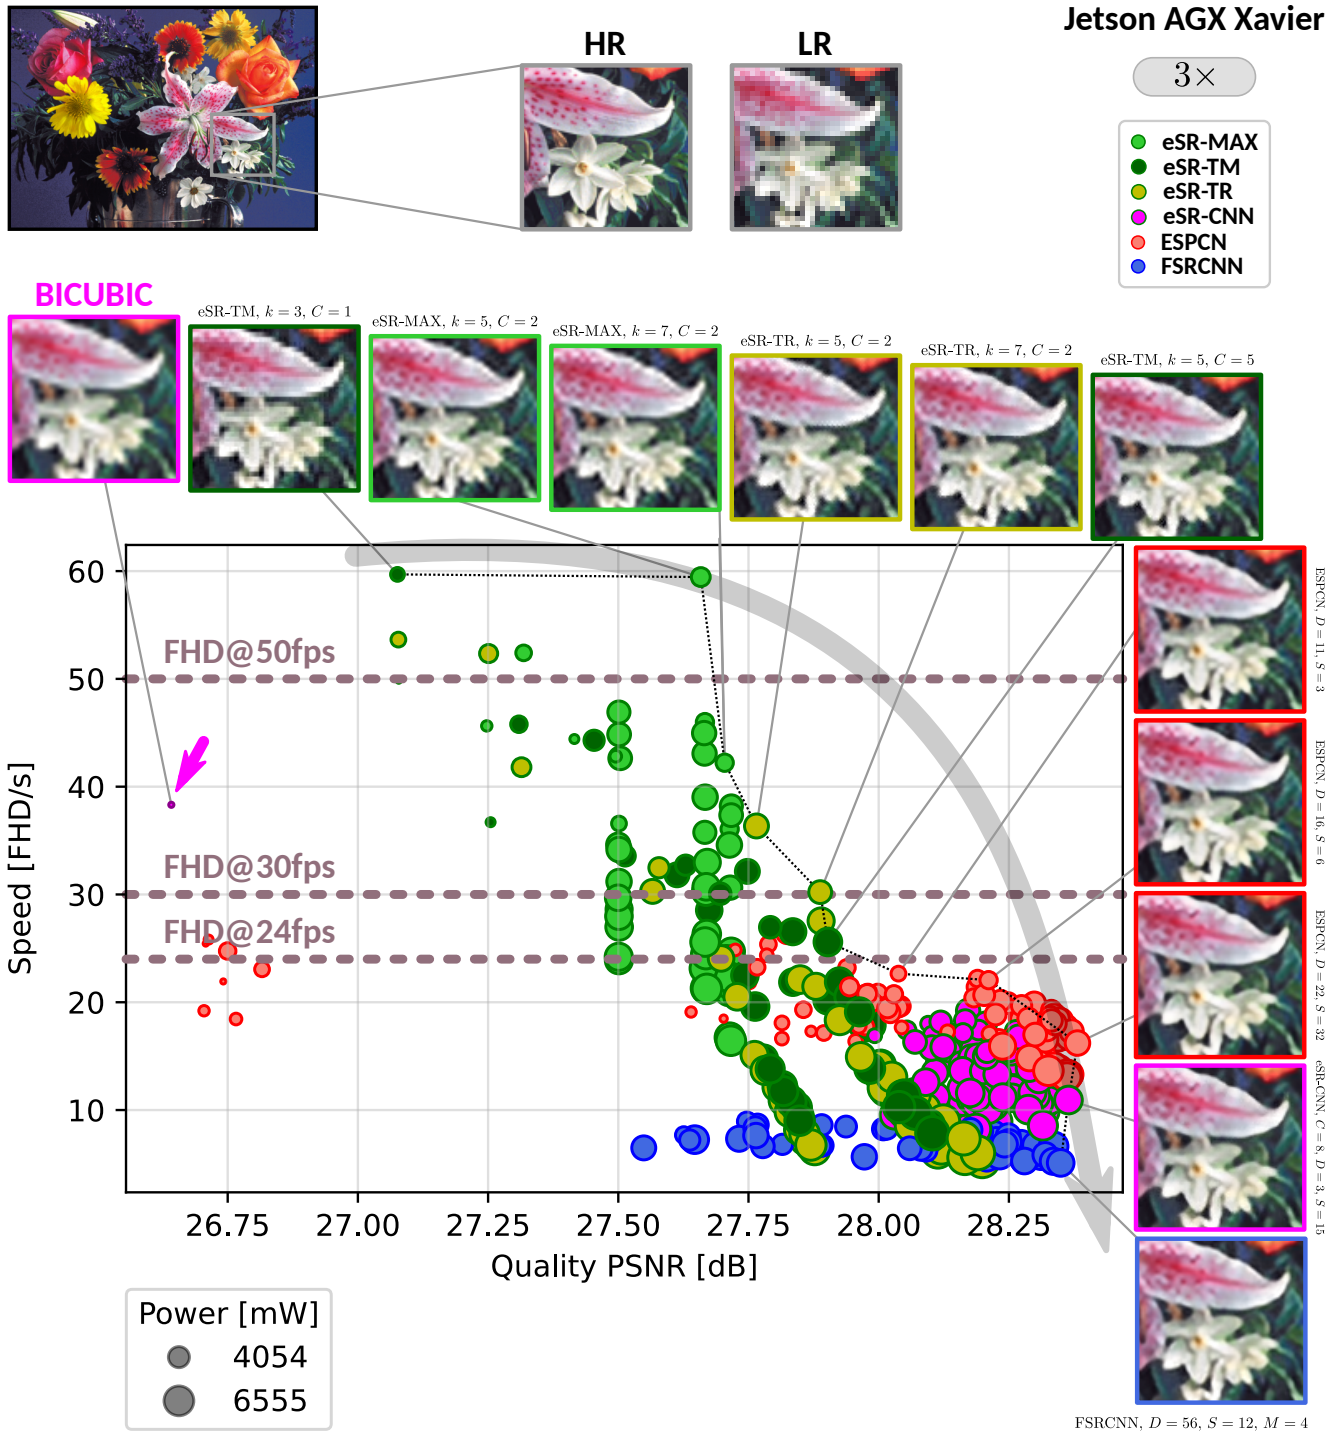 Jetson AGX Xavier
3×
HR
LR
eSR-MAX
eSR-TM
eSR-TR
eSR-CNN
ESPCN
FSRCNN
BICUBIC
eSR-TM, k = 3, C = 1
eSR-MAX, k = 5, C = 2
eSR-MAX, k = 7, C = 2
eSR-TR, k = 5, C = 2
eSR-TR, k = 7, C = 2
eSR-TM, k = 5, C = 5
ESPCN, D = 11, S = 3
ESPCN, D = 16, S = 6
ESPCN, D = 22, S = 32
eSR-CNN, C = 8, D = 3, S = 15
FSRCNN, D = 56, S = 12, M = 4
Speed [FHD/s]
60
50
40
30
20
10
FHD@50fps
FHD@30fps
FHD@24fps
26.75
27.00
27.25
27.50
27.75
28.00
28.25
Quality PSNR [dB]
Power [mW]
4054
6555